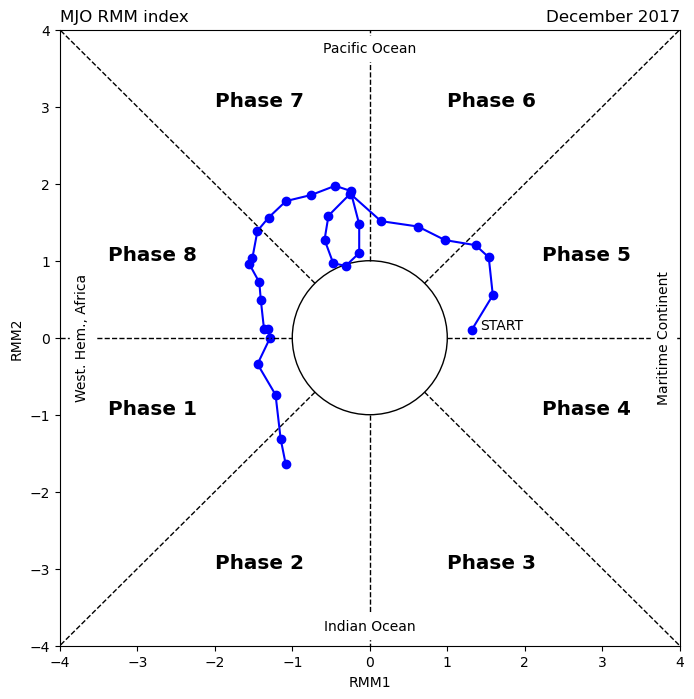 MJO RMM index
December 2017
Pacific Ocean
Phase 7
Phase 6
Phase 8
Phase 5
West. Hem., Africa
Maritime Continent
START
Phase 1
Phase 4
Phase 2
Phase 3
Indian Ocean
4
3
2
1
0
−1
−2
−3
−4
RMM2
−4
−3
−2
−1
0
1
2
3
4
RMM1